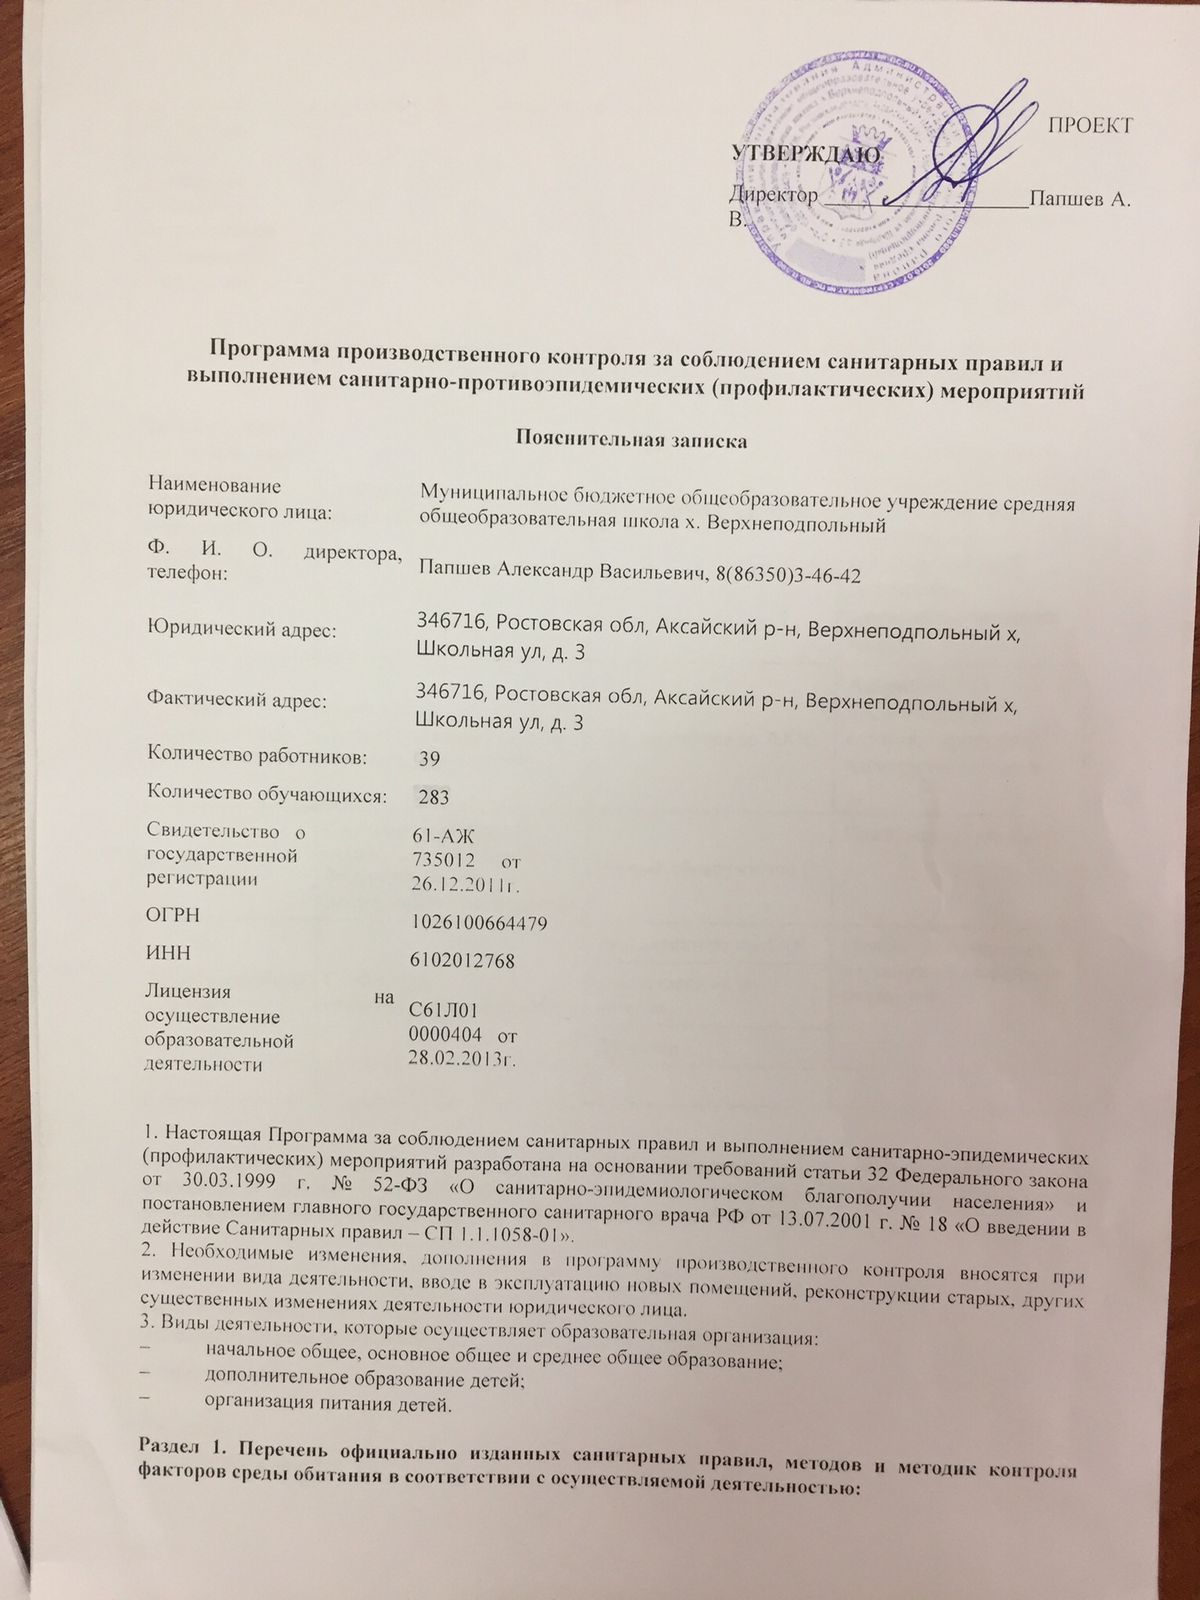 ПРОЕКТ
УТВЕРЖДАЮ
Директор ____________________Папшев А.
В.
Программа производственного контроля за соблюдением санитарных правил и
выполнением санитарно-противоэпидемических (профилактических) мероприятий
Пояснительная записка
Наименование
юридического лица:
Муниципальное бюджетное общеобразовательное учреждение средняя
общеобразовательная школа х. Верхнеподпольный
Ф. И. О. директора,
телефон:
Папшев Александр Васильевич, 8(86350)3-46-42
Юридический адрес:
346716, Ростовская обл, Аксайский р-н, Верхнеподпольный х,
Школьная ул, д. 3
Фактический адрес:
346716, Ростовская обл, Аксайский р-н, Верхнеподпольный х,
Школьная ул, д. 3
Количество работников: 39
Количество обучающихся: 283
Свидетельство о
государственной
регистрации
61-АЖ
735012 от
26.12.2011г.
ОГРН 1026100664479
ИНН 6102012768
Лицензия на
осуществление
образовательной
деятельности
С61Л01
0000404 от
28.02.2013г.
1. Настоящая Программа за соблюдением санитарных правил и выполнением санитарно-эпидемических
(профилактических) мероприятий разработана на основании требований статьи 32 Федерального закона
от 30.03.1999 г. № 52-ФЗ «О санитарно-эпидемиологическом благополучии населения» и
постановлением главного государственного санитарного врача РФ от 13.07.2001 г. № 18 «О введении в
действие Санитарных правил – СП 1.1.1058-01».
2. Необходимые изменения, дополнения в программу производственного контроля вносятся при
изменении вида деятельности, вводе в эксплуатацию новых помещений, реконструкции старых, других
существенных изменениях деятельности юридического лица.
3. Виды деятельности, которые осуществляет образовательная организация:
– начальное общее, основное общее и среднее общее образование;
– дополнительное образование детей;
– организация питания детей.
Раздел 1. Перечень официально изданных санитарных правил, методов и методик контроля
факторов среды обитания в соответствии с осуществляемой деятельностью: